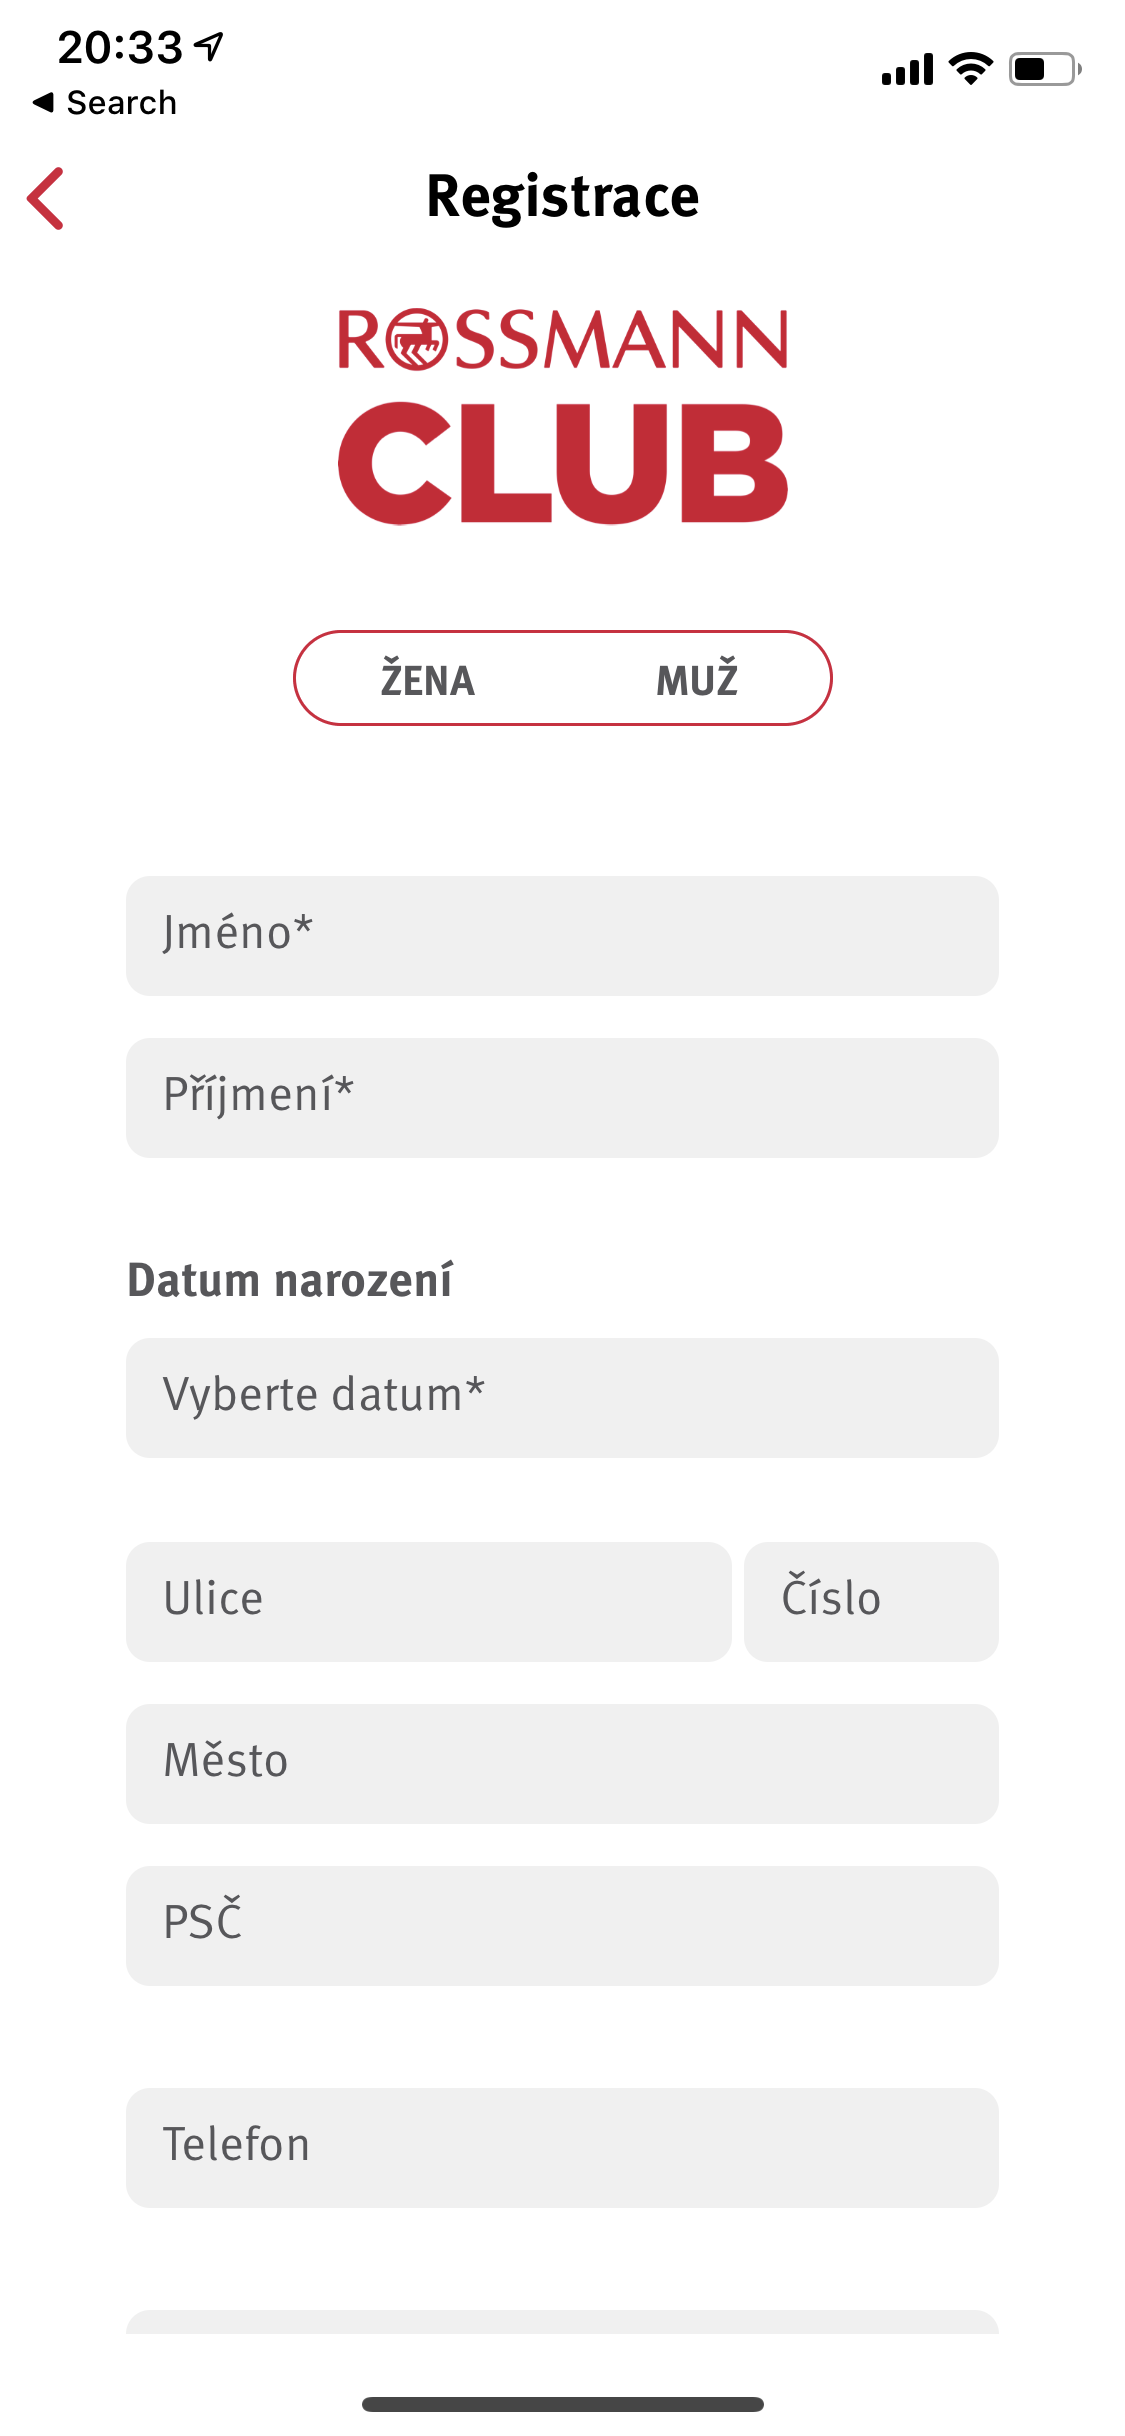 20:33
◀ Search
Registrace
ROSSMANN
CLUB
ŽENA MUŽ
Jméno*
Příjmení*
Datum narození
Vyberte datum*
Ulice Číslo
Město
PSČ
Telefon